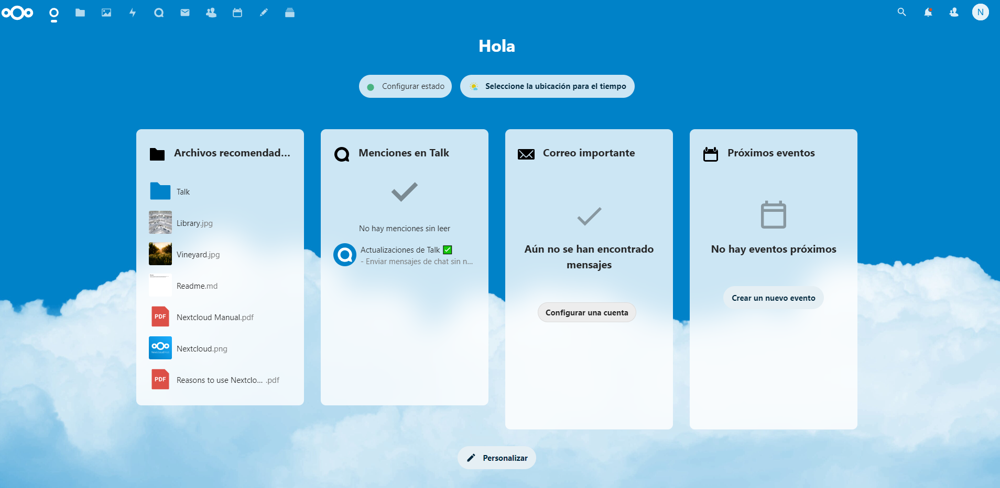 N
Hola
Configurar estado
Seleccione la ubicación para el tiempo
Archivos recomendad...
Talk
Library.jpg
Vineyard.jpg
Readme.md
PDF
Nextcloud Manual.pdf
Nextcloud.png
PDF
Reasons to use Nextclo... .pdf
Menciones en Talk
No hay menciones sin leer
Actualizaciones de Talk ✅
- Enviar mensajes de chat sin n...
Correo importante
Aún no se han encontrado
mensajes
Configurar una cuenta
Próximos eventos
No hay eventos próximos
Crear un nuevo evento
Personalizar